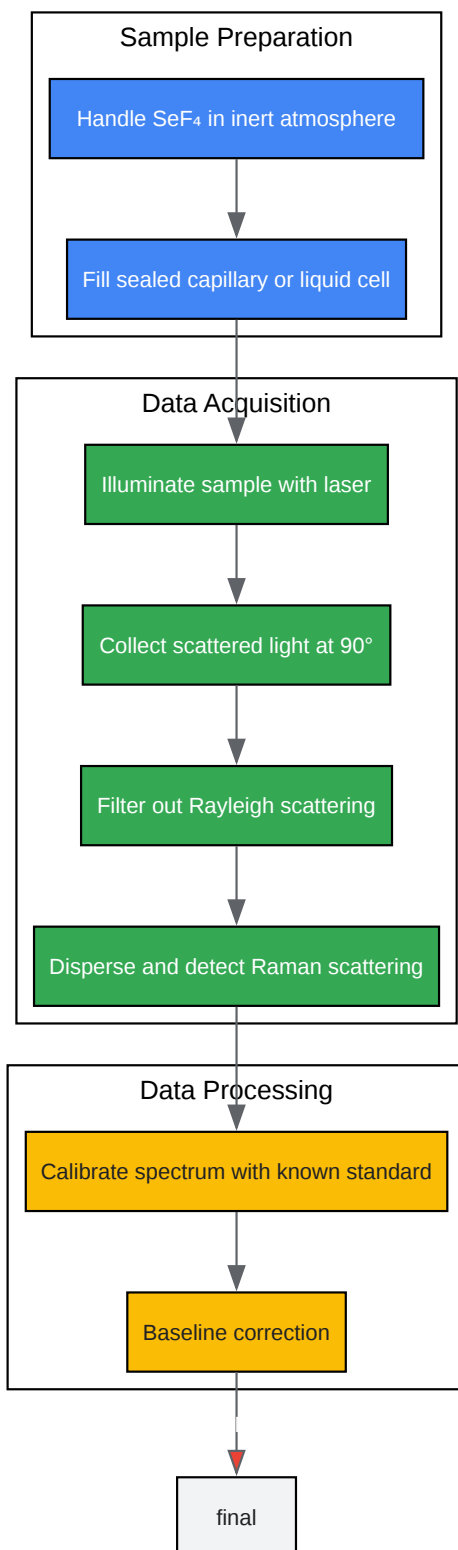 Sample Preparation
Handle SeF₄ in inert atmosphere
Fill sealed capillary or liquid cell
Data Acquisition
Illuminate sample with laser
Collect scattered light at 90°
Filter out Rayleigh scattering
Disperse and detect Raman scattering
Data Processing
Calibrate spectrum with known standard
Baseline correction
final